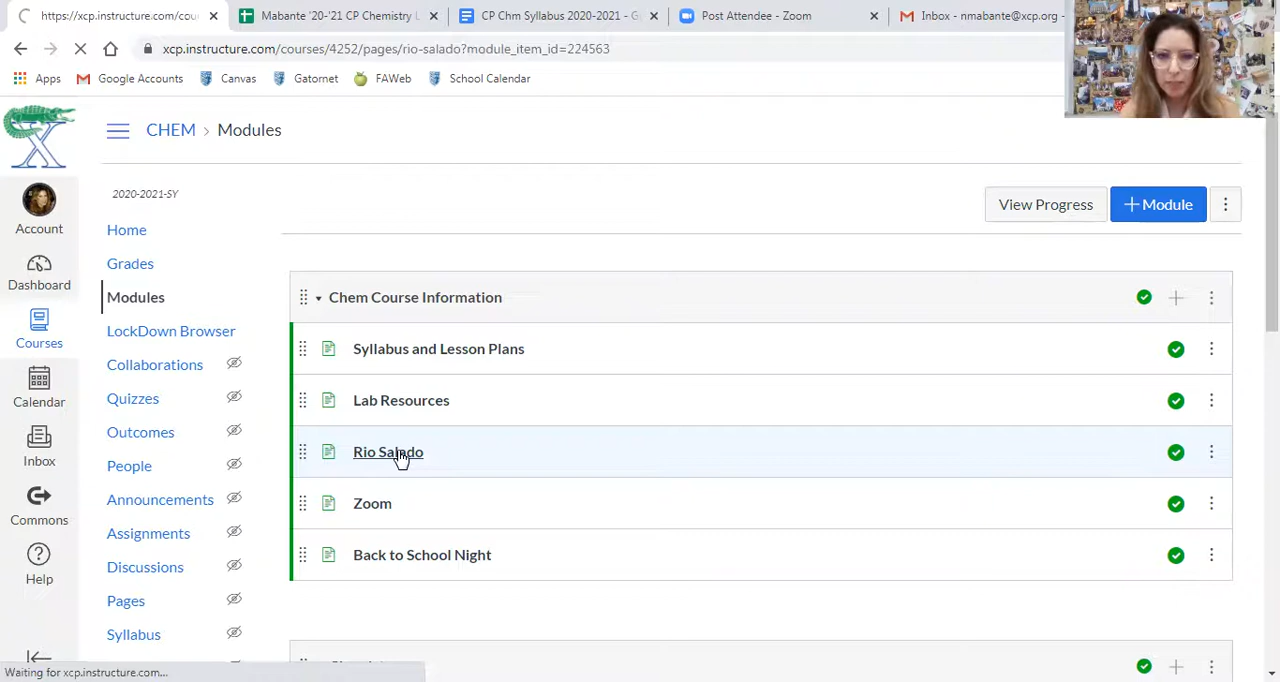 https://xcp.instructure.com/cou
Mabante '20-'21 CP Chemistry L
CP Chm Syllabus 2020-2021 - G
Post Attendee - Zoom
Inbox - nmabante@xcp.org -
xcp.instructure.com/courses/4252/pages/rio-salado?module_item_id=224563
Apps
Google Accounts
Canvas
Gatornet
FAWeb
School Calendar
X
CHEM › Modules
Account
Dashboard
Courses
Calendar
Inbox
Commons
Help
2020-2021-SY
Home
Grades
Modules
LockDown Browser
Collaborations
Quizzes
Outcomes
People
Announcements
Assignments
Discussions
Pages
Syllabus
View Progress
+ Module
Chem Course Information
Syllabus and Lesson Plans
Lab Resources
Rio Salado
Zoom
Back to School Night
Waiting for xcp.instructure.com...